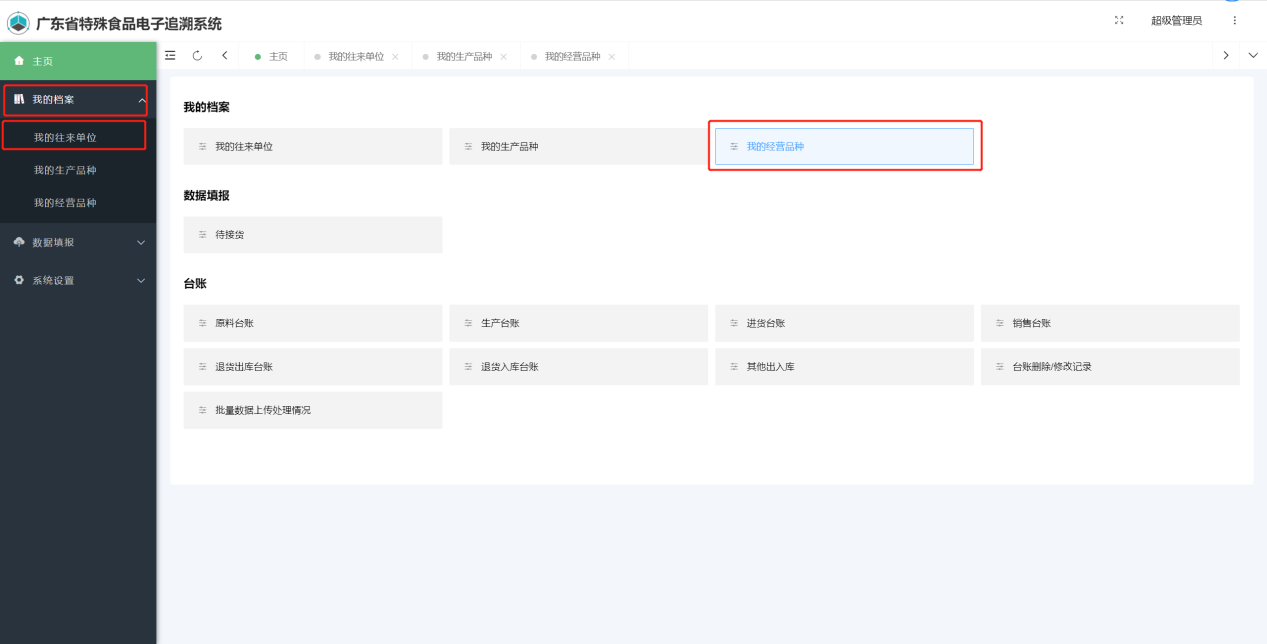 广东省特殊食品电子追溯系统
超级管理员
主页
主页
我的往来单位
我的生产品种
我的经营品种
我的档案
我的往来单位
我的生产品种
我的经营品种
数据填报
系统设置
我的档案
我的往来单位
我的生产品种
我的经营品种
数据填报
待接货
台账
原料台账
生产台账
进货台账
销售台账
退货出库台账
退货入库台账
其他出入库
台账删除/修改记录
批量数据上传处理情况